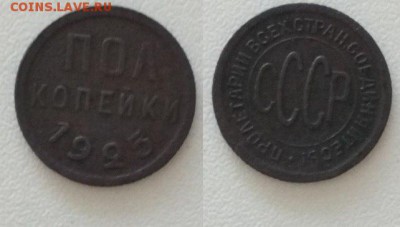 COINS.LAVE.RU
ПОЛ
КОПЕЙКИ
1925
ПРОЛЕТАРИИ ВСЕХ СТРАН, СОЕДИНЯЙТЕСЬ!
СССР